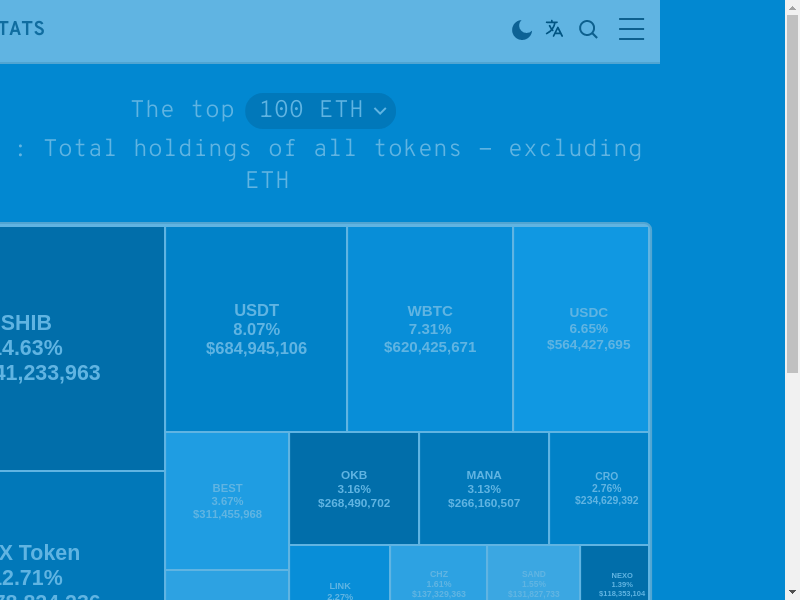 TATS
The top 100 ETH
: Total holdings of all tokens – excluding
ETH
SHIB
4.63%
41,233,963
USDT
8.07%
$684,945,106
WBTC
7.31%
$620,425,671
USDC
6.65%
$564,427,695
BEST
3.67%
$311,455,968
OKB
3.16%
$268,490,702
MANA
3.13%
$266,160,507
CRO
2.76%
$234,629,392
X Token
2.71%
LINK
2.27%
CHZ
1.61%
$137,329,363
SAND
1.55%
$131,827,733
NEXO
1.39%
$118,353,104